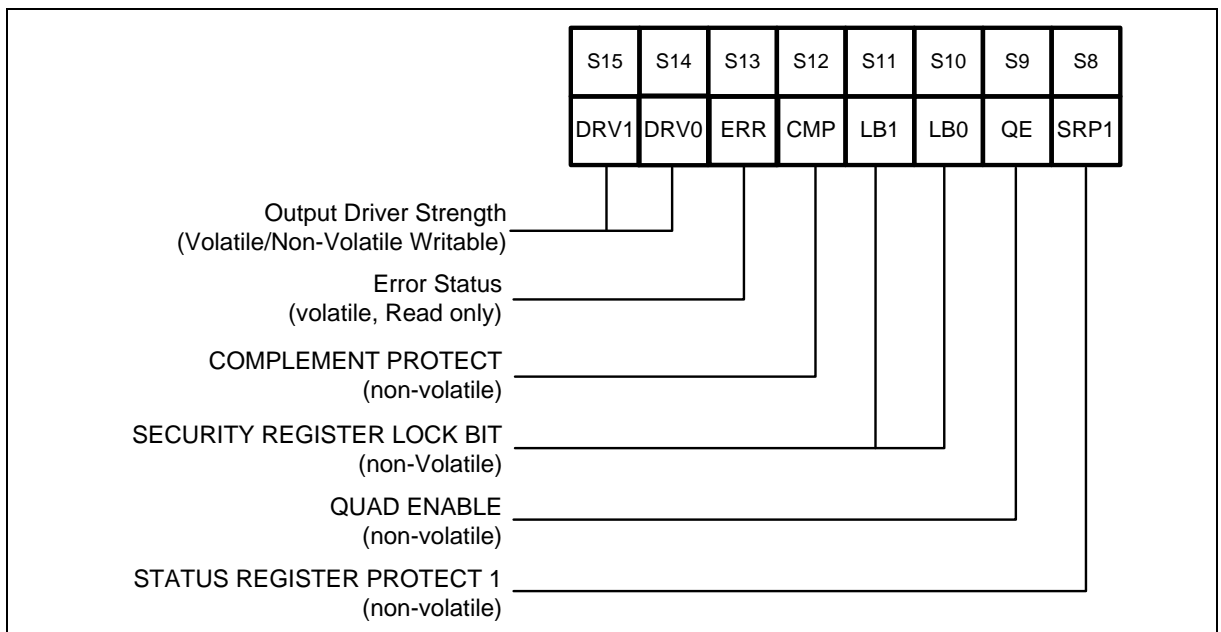 S15 S14 S13 S12 S11 S10 S9 S8
DRV1 DRV0 ERR CMP LB1 LB0 QE SRP1
Output Driver Strength
(Volatile/Non-Volatile Writable)
Error Status
(volatile, Read only)
COMPLEMENT PROTECT
(non-volatile)
SECURITY REGISTER LOCK BIT
(non-Volatile)
QUAD ENABLE
(non-volatile)
STATUS REGISTER PROTECT 1
(non-volatile)